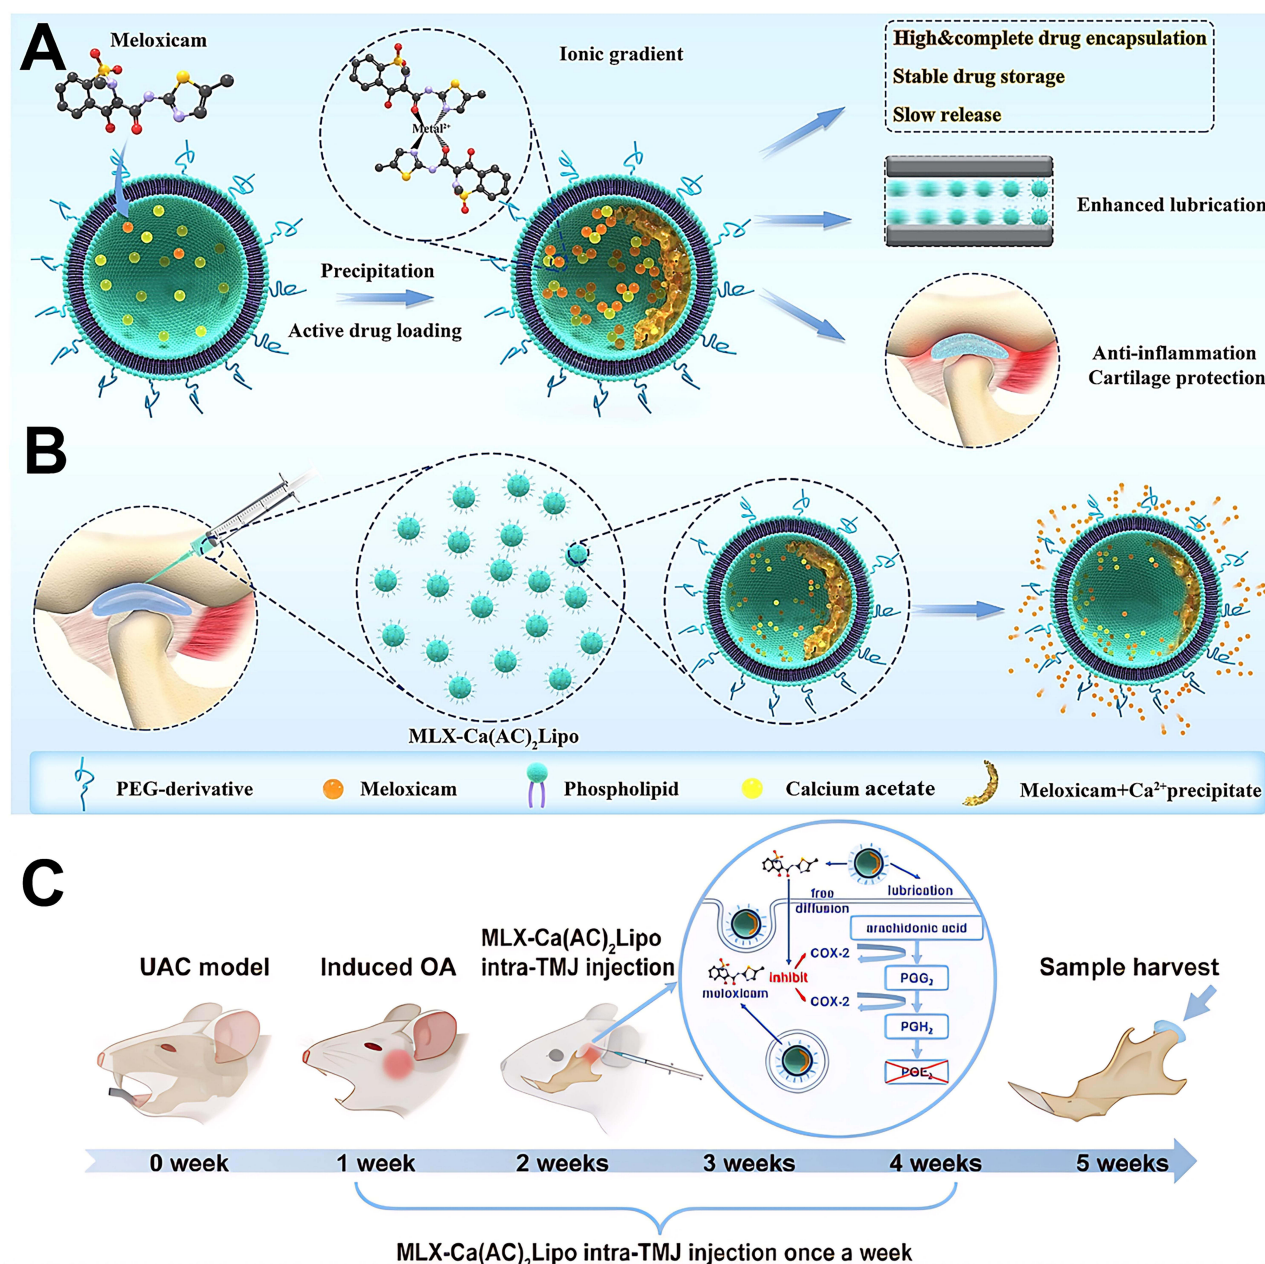 A
Meloxicam
Metal²⁺
Ionic gradient
High&complete drug encapsulation
Stable drug storage
Slow release
Enhanced lubrication
Precipitation
Active drug loading
Anti-inflammation
Cartilage protection
B
MLX-Ca(AC)₂Lipo
PEG-derivative
Meloxicam
Phospholipid
Calcium acetate
Meloxicam+Ca²⁺precipitate
C
UAC model
Induced OA
MLX-Ca(AC)₂Lipo
intra-TMJ injection
free
diffusion
lubrication
arachidonic acid
COX-2
PGG₂
inhibit
meloxicam
COX-2
PGH₂
PGE₂
Sample harvest
0 week
1 week
2 weeks
3 weeks
4 weeks
5 weeks
MLX-Ca(AC)₂Lipo intra-TMJ injection once a week